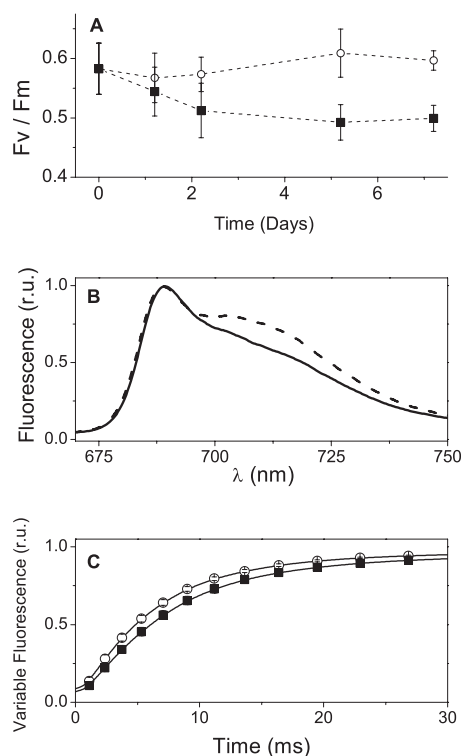 A
Fv / Fm
0.6
0.5
0.4
0 2 4 6
Time (Days)
B
Fluorescence (r.u.)
1.0
0.5
0.0
675 700 725 750
λ (nm)
C
Variable Fluorescence (r.u.)
1.0
0.5
0.0
0 10 20 30
Time (ms)